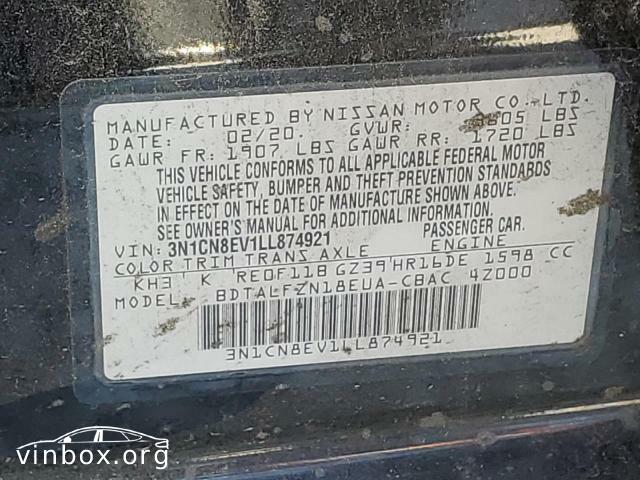 MANUFACTURED BY NISSAN MOTOR CO.,LTD.
DATE: 02/20. GVWR: 3605 LBS
GAWR FR: 1907 LBS GAWR RR: 1720 LBS
THIS VEHICLE CONFORMS TO ALL APPLICABLE FEDERAL MOTOR
VEHICLE SAFETY, BUMPER AND THEFT PREVENTION STANDARDS
IN EFFECT ON THE DATE OF MANUFACTURE SHOWN ABOVE.
SEE OWNER'S MANUAL FOR ADDITIONAL INFORMATION.
VIN: 3N1CN8EV1LL874921 PASSENGER CAR.
COLOR TRIM TRANS AXLE ENGINE
KH3 K RE0F11B GZ39 HR16DE 1598 CC
MODEL: BDTALFZN18EUA-CBAC 4Z000
3N1CN8EV1LL874921
vinbox.org